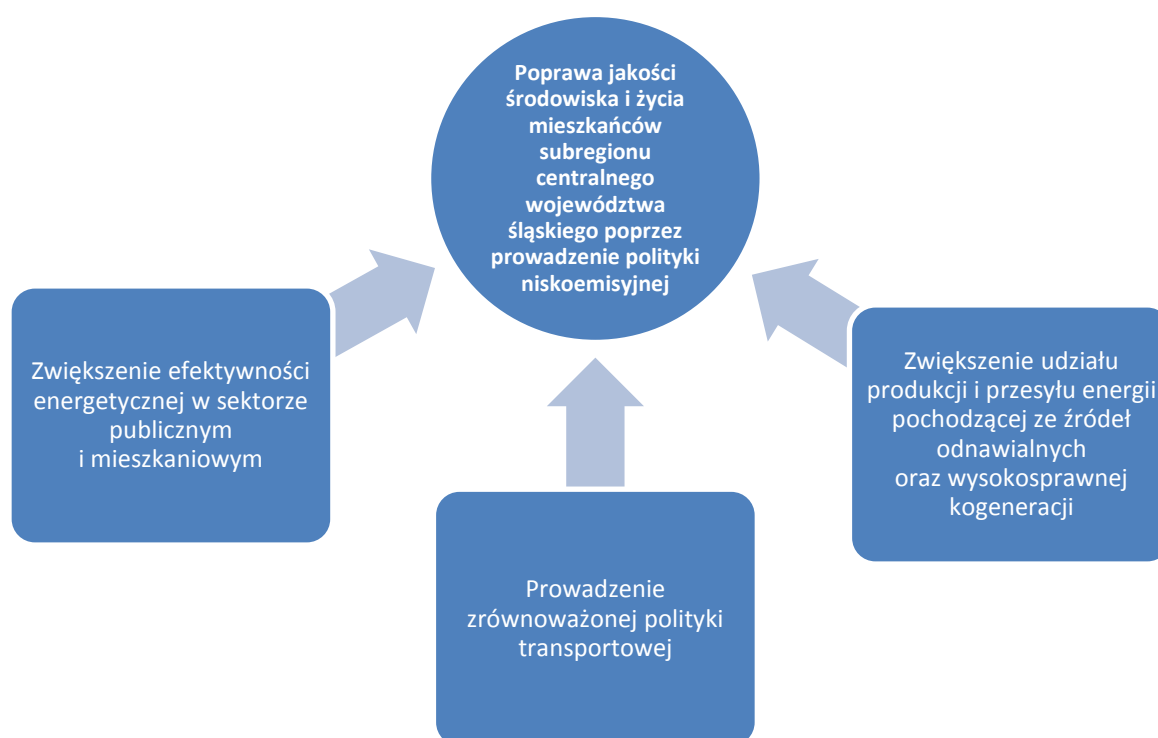 Poprawa jakości
środowiska i życia
mieszkańców
subregionu
centralnego
województwa
śląskiego poprzez
prowadzenie polityki
niskoemisyjnej
Zwiększenie efektywności
energetycznej w sektorze
publicznym
i mieszkaniowym
Prowadzenie
zrównoważonej polityki
transportowej
Zwiększenie udziału
produkcji i przesyłu energii
pochodzącej ze źródeł
odnawialnych
oraz wysokosprawnej
kogeneracji